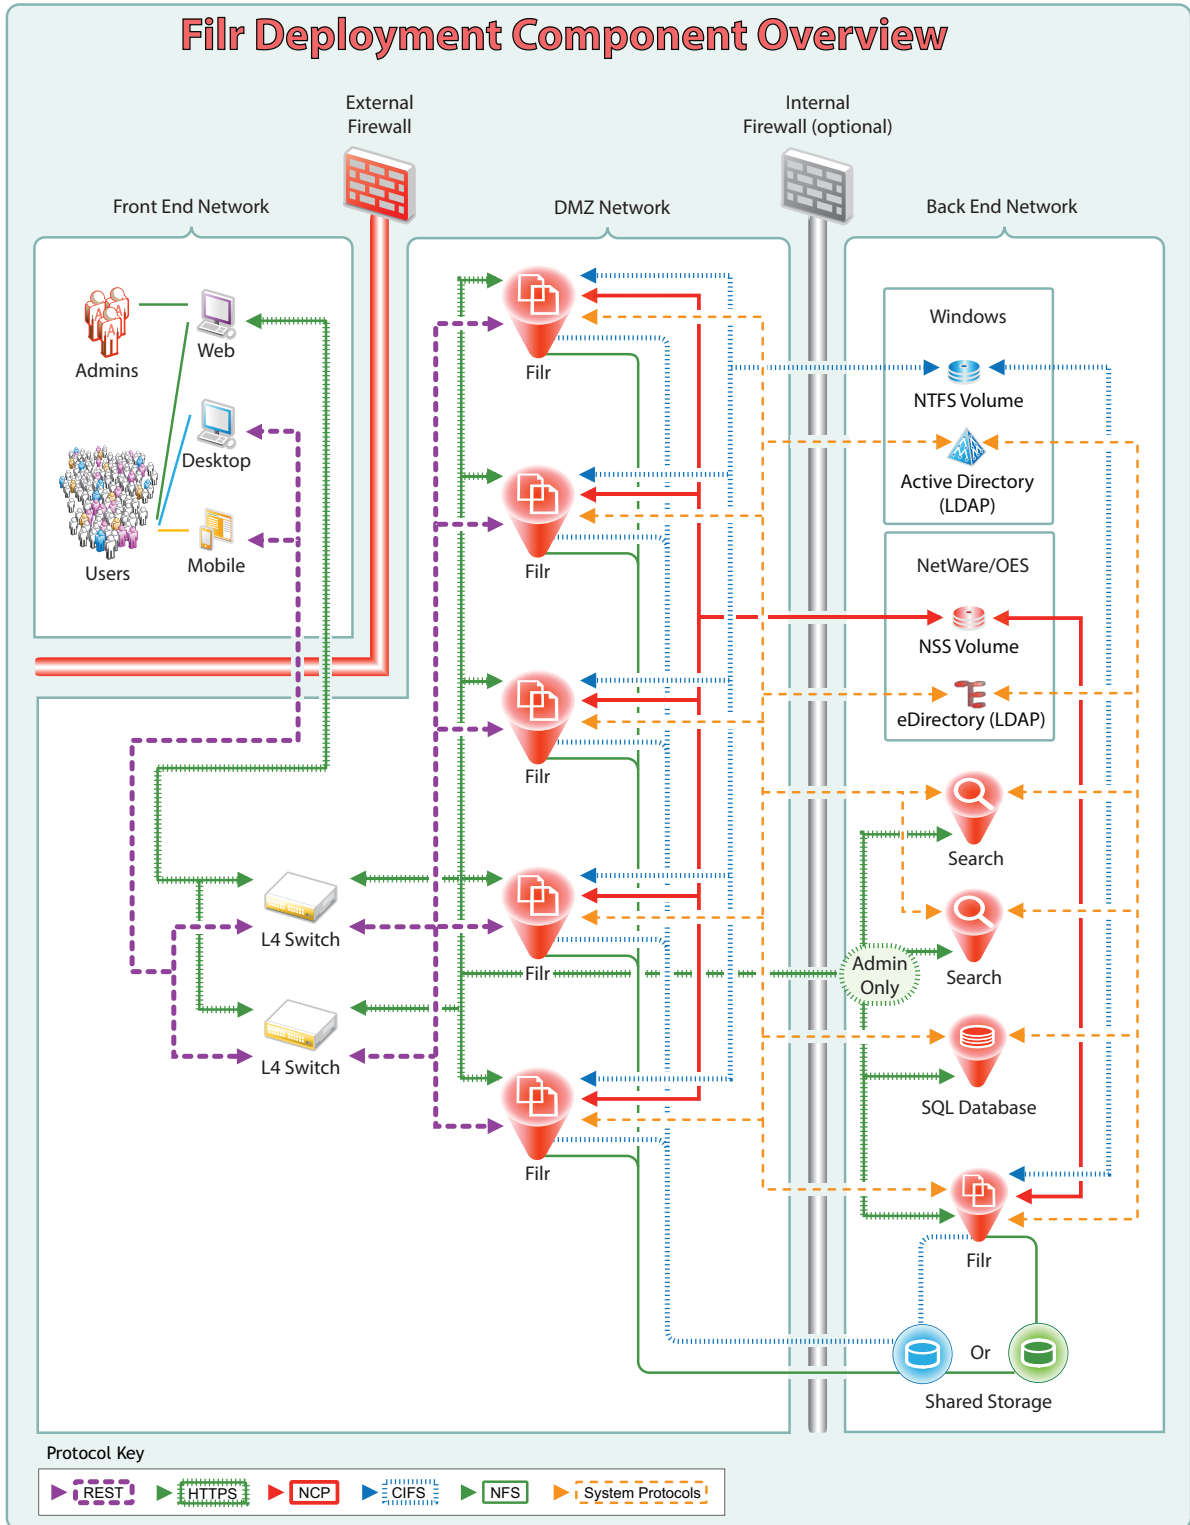 Filr Deployment Component Overview
External
Firewall
Internal
Firewall (optional)
Front End Network
DMZ Network
Back End Network
Admins
Web
Desktop
Users
Mobile
Filr
Filr
Filr
Filr
Filr
L4 Switch
L4 Switch
Windows
NTFS Volume
Active Directory
(LDAP)
NetWare/OES
NSS Volume
eDirectory (LDAP)
Search
Search
Admin
Only
SQL Database
Filr
Or
Shared Storage
Protocol Key
REST
HTTPS
NCP
CIFS
NFS
System Protocols